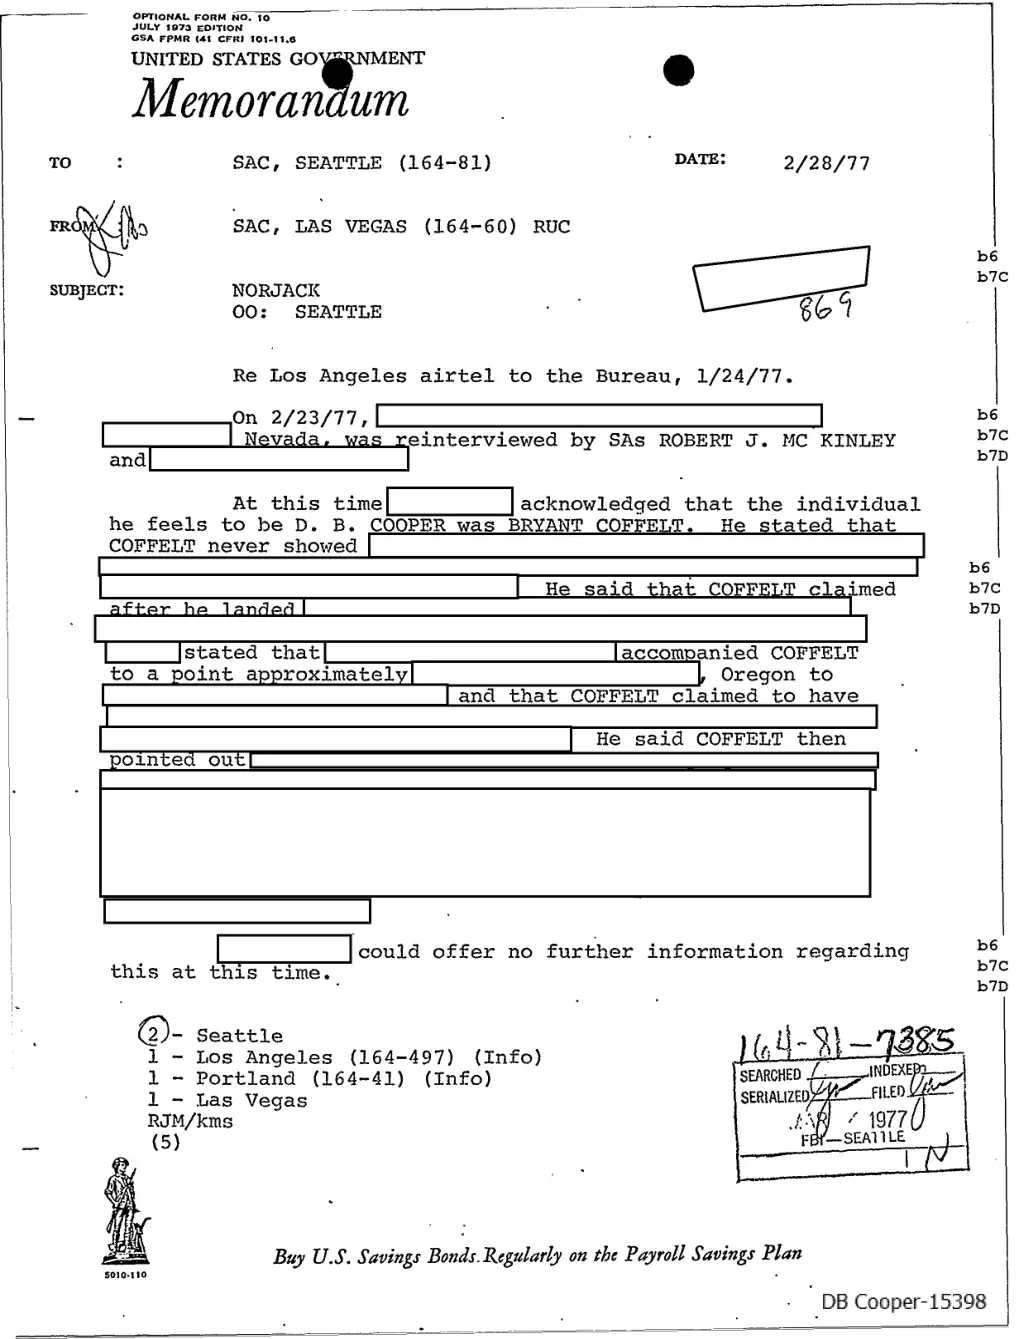 OPTIONAL FORM NO. 10
JULY 1973 EDITION
GSA FPMR (41 CFR) 101-11.6
UNITED STATES GOVERNMENT
Memorandum
TO : SAC, SEATTLE (164-81) DATE: 2/28/77
FROM SAC, LAS VEGAS (164-60) RUC
b6
b7C
SUBJECT: NORJACK
OO: SEATTLE
869
Re Los Angeles airtel to the Bureau, 1/24/77.
On 2/23/77, b6
Nevada, was reinterviewed by SAs ROBERT J. MC KINLEY b7C
and b7D
At this time acknowledged that the individual
he feels to be D. B. COOPER was BRYANT COFFELT. He stated that
COFFELT never showed
b6
He said that COFFELT claimed b7C
after he landed b7D
stated that accompanied COFFELT
to a point approximately , Oregon to
and that COFFELT claimed to have
He said COFFELT then
pointed out
could offer no further information regarding b6
this at this time. b7C
b7D
2 - Seattle
1 - Los Angeles (164-497) (Info)
1 - Portland (164-41) (Info)
1 - Las Vegas
RJM/kms
(5)
164-81-7385
SEARCHED INDEXED
SERIALIZED FILED
1977
FBI—SEATTLE
5010-110
Buy U.S. Savings Bonds Regularly on the Payroll Savings Plan
DB Cooper-15398